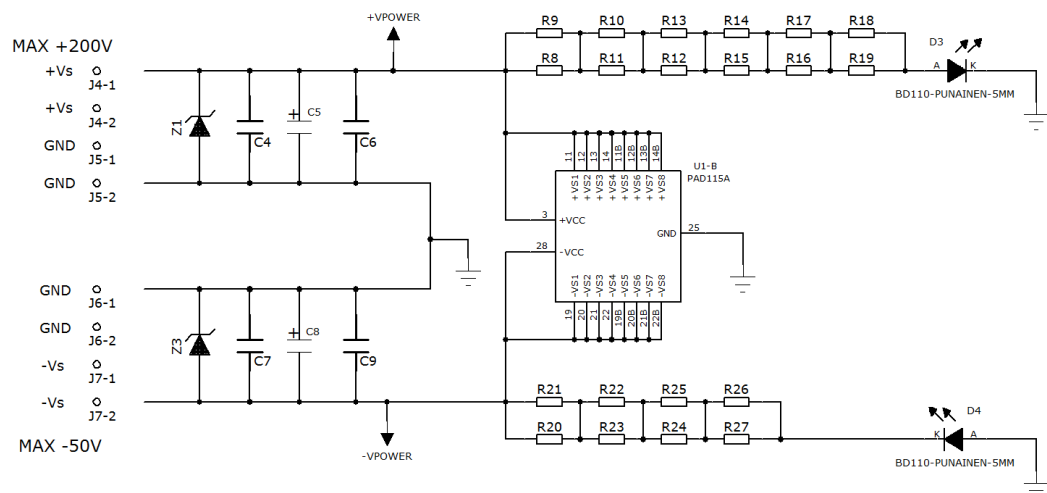 +VPOWER
MAX +200V
+Vs
J4-1
+Vs
J4-2
GND
J5-1
GND
J5-2
Z1
C4
C5
+
C6
R9 R10 R13 R14 R17 R18
R8 R11 R12 R15 R16 R19
D3
A K
BD110-PUNAINEN-5MM
11 12 13 14 11B 12B 13B 14B
U1-B
PAD115A
+VS1 +VS2 +VS3 +VS4 +VS5 +VS6 +VS7 +VS8
3 +VCC
GND 25
28 -VCC
-VS1 -VS2 -VS3 -VS4 -VS5 -VS6 -VS7 -VS8
19 20 21 22 19B 20B 21B 22B
GND
J6-1
GND
J6-2
-Vs
J7-1
-Vs
J7-2
Z3
C7
C8
+
C9
MAX -50V
-VPOWER
R21 R22 R25 R26
R20 R23 R24 R27
D4
K A
BD110-PUNAINEN-5MM